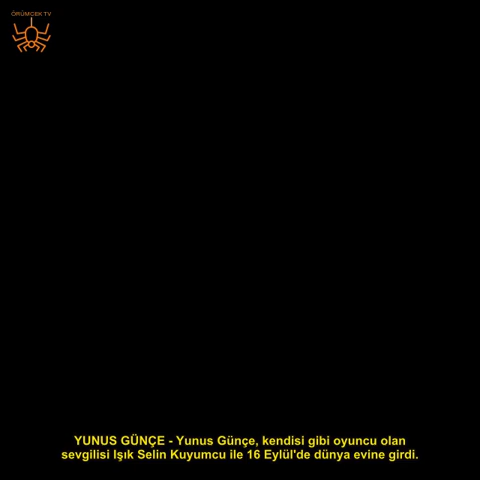 ÖRÜMCEK TV
YUNUS GÜNÇE - Yunus Günçe, kendisi gibi oyuncu olan
sevgilisi Işık Selin Kuyumcu ile 16 Eylül'de dünya evine girdi.